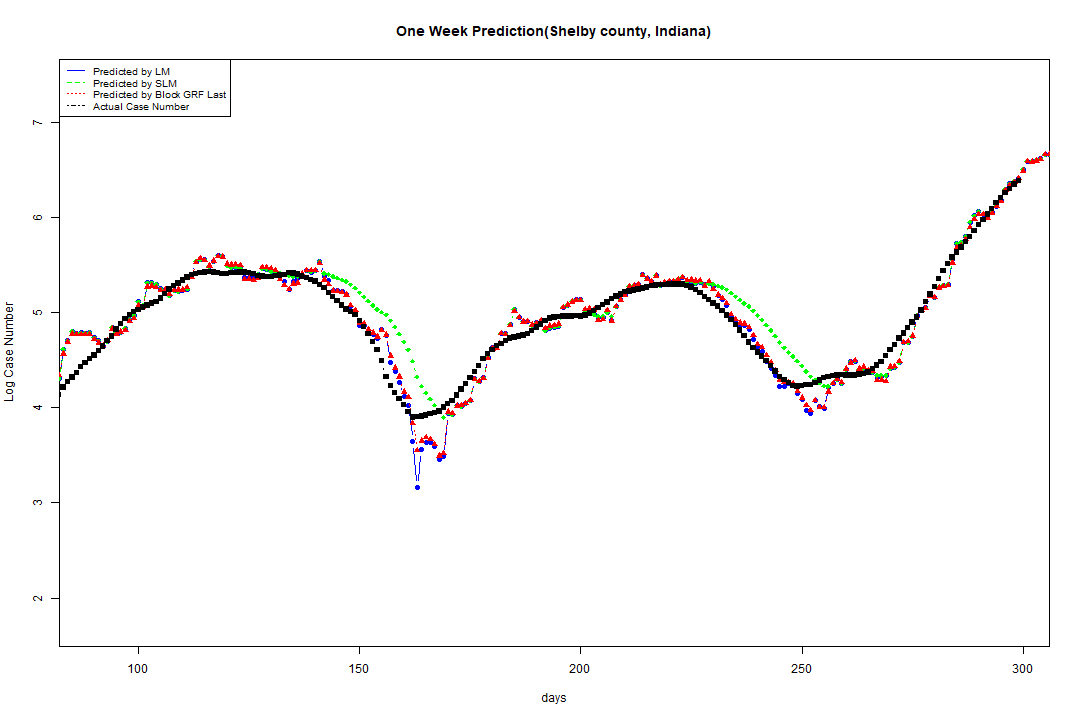 One Week Prediction(Shelby county, Indiana)
Predicted by LM
Predicted by SLM
Predicted by Block GRF Last
Actual Case Number
Log Case Number
7
6
5
4
3
2
100 150 200 250 300
days